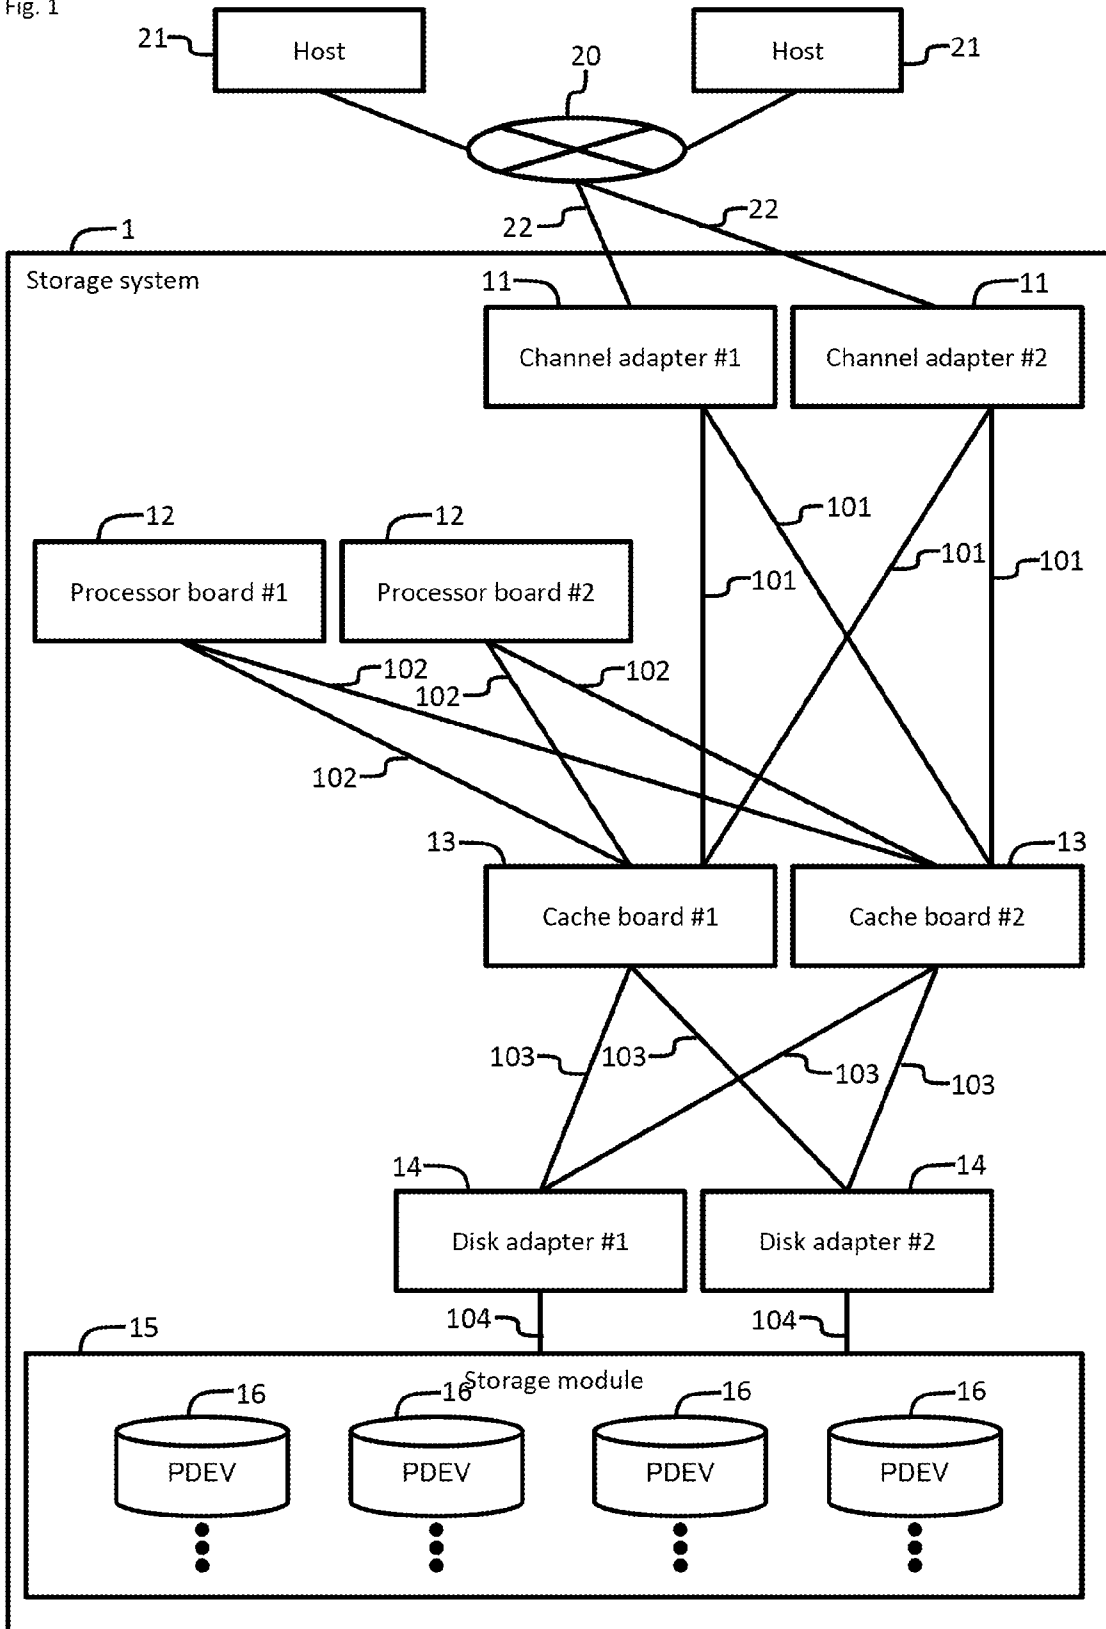 Fig. 1
21 Host
Host 21
20
22
22
1
Storage system
11
11
Channel adapter #1
Channel adapter #2
12
12
101
101
101
101
Processor board #1
Processor board #2
102
102
102
102
13
13
Cache board #1
Cache board #2
103
103
103
103
14
14
Disk adapter #1
Disk adapter #2
104
104
15
Storage module
16
16
16
16
PDEV
PDEV
PDEV
PDEV